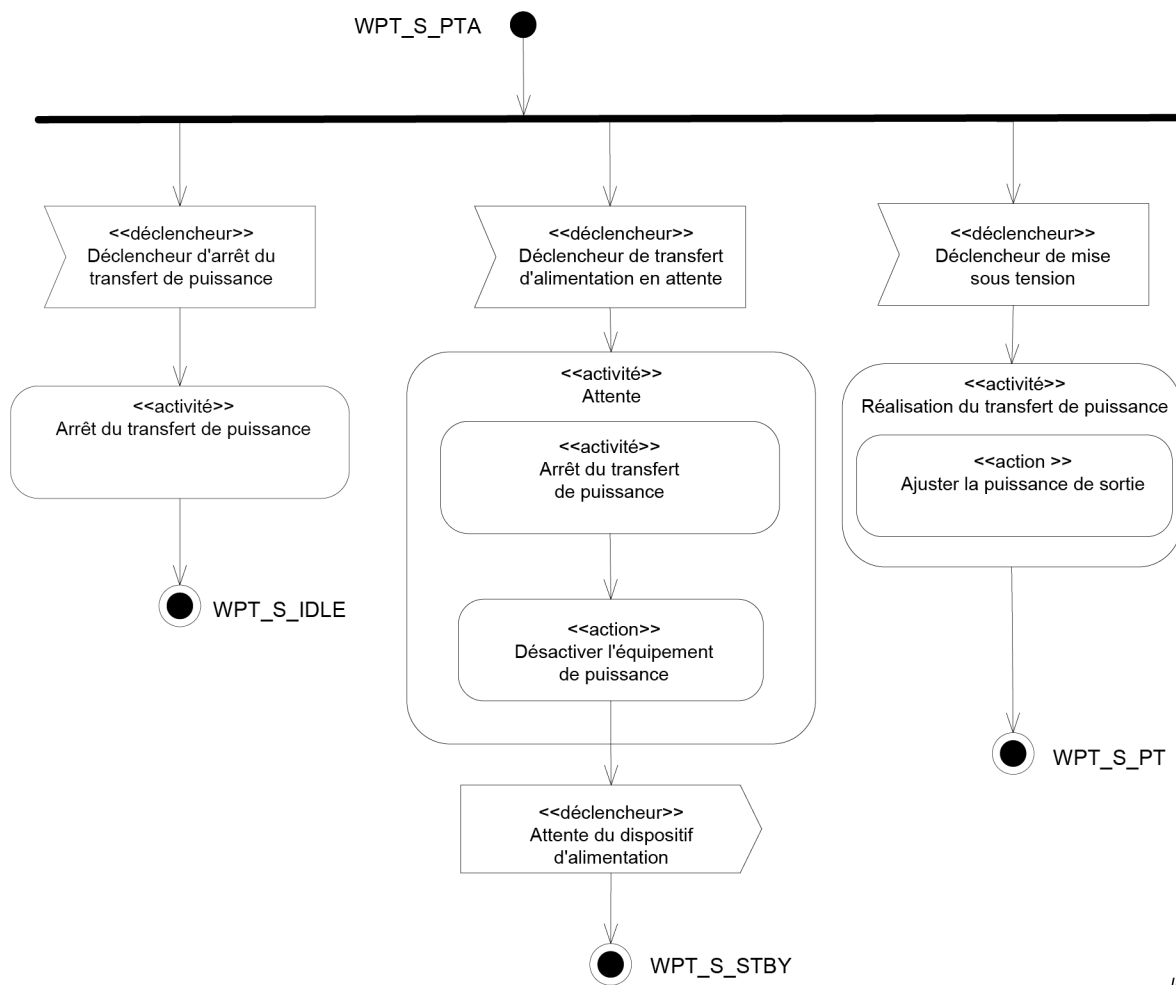 WPT_S_PTA
<<déclencheur>>
Déclencheur d'arrêt du
transfert de puissance
<<déclencheur>>
Déclencheur de transfert
d'alimentation en attente
<<déclencheur>>
Déclencheur de mise
sous tension
<<activité>>
Arrêt du transfert de puissance
<<activité>>
Attente
<<activité>>
Arrêt du transfert
de puissance
<<action>>
Désactiver l'équipement
de puissance
<<activité>>
Réalisation du transfert de puissance
<<action >>
Ajuster la puissance de sortie
WPT_S_IDLE
WPT_S_PT
<<déclencheur>>
Attente du dispositif
d'alimentation
WPT_S_STBY